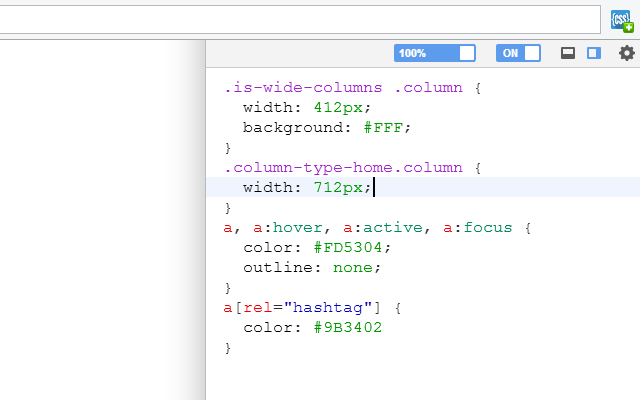 {css}
100%
ON
.is-wide-columns .column {
  width: 412px;
  background: #FFF;
}
.column-type-home.column {
  width: 712px;
}
a, a:hover, a:active, a:focus {
  color: #FD5304;
  outline: none;
}
a[rel="hashtag"] {
  color: #9B3402
}